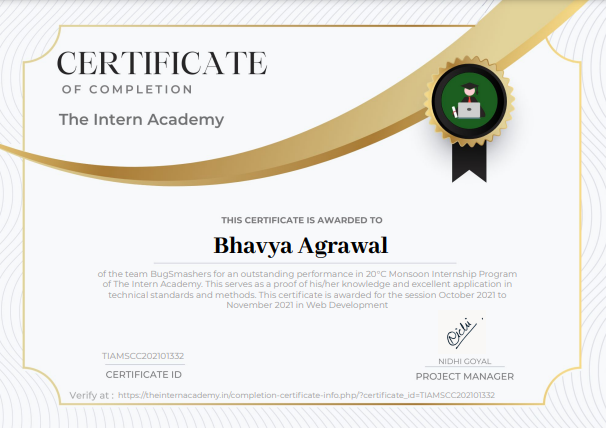 CERTIFICATE
OF COMPLETION
The Intern Academy
THIS CERTIFICATE IS AWARDED TO
Bhavya Agrawal
of the team BugSmashers for an outstanding performance in 20°C Monsoon Internship Program
of The Intern Academy. This serves as a proof of his/her knowledge and excellent application in
technical standards and methods. This certificate is awarded for the session October 2021 to
November 2021 in Web Development
Nidhi
TIAMSCC202101332
CERTIFICATE ID
NIDHI GOYAL
PROJECT MANAGER
Verify at : https://theinternacademy.in/completion-certificate-info.php/?certificate_id=TIAMSCC202101332